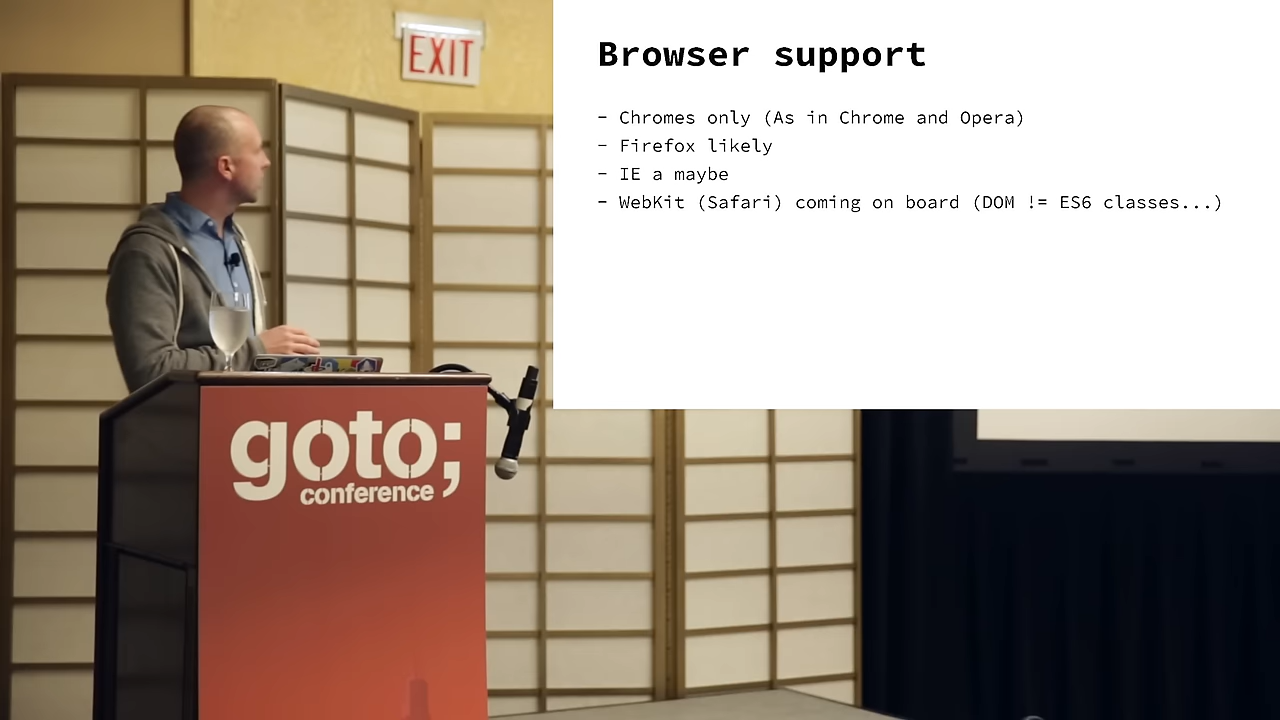 EXIT
Browser support
- Chromes only (As in Chrome and Opera)
- Firefox likely
- IE a maybe
- WebKit (Safari) coming on board (DOM != ES6 classes...)
goto;
conference